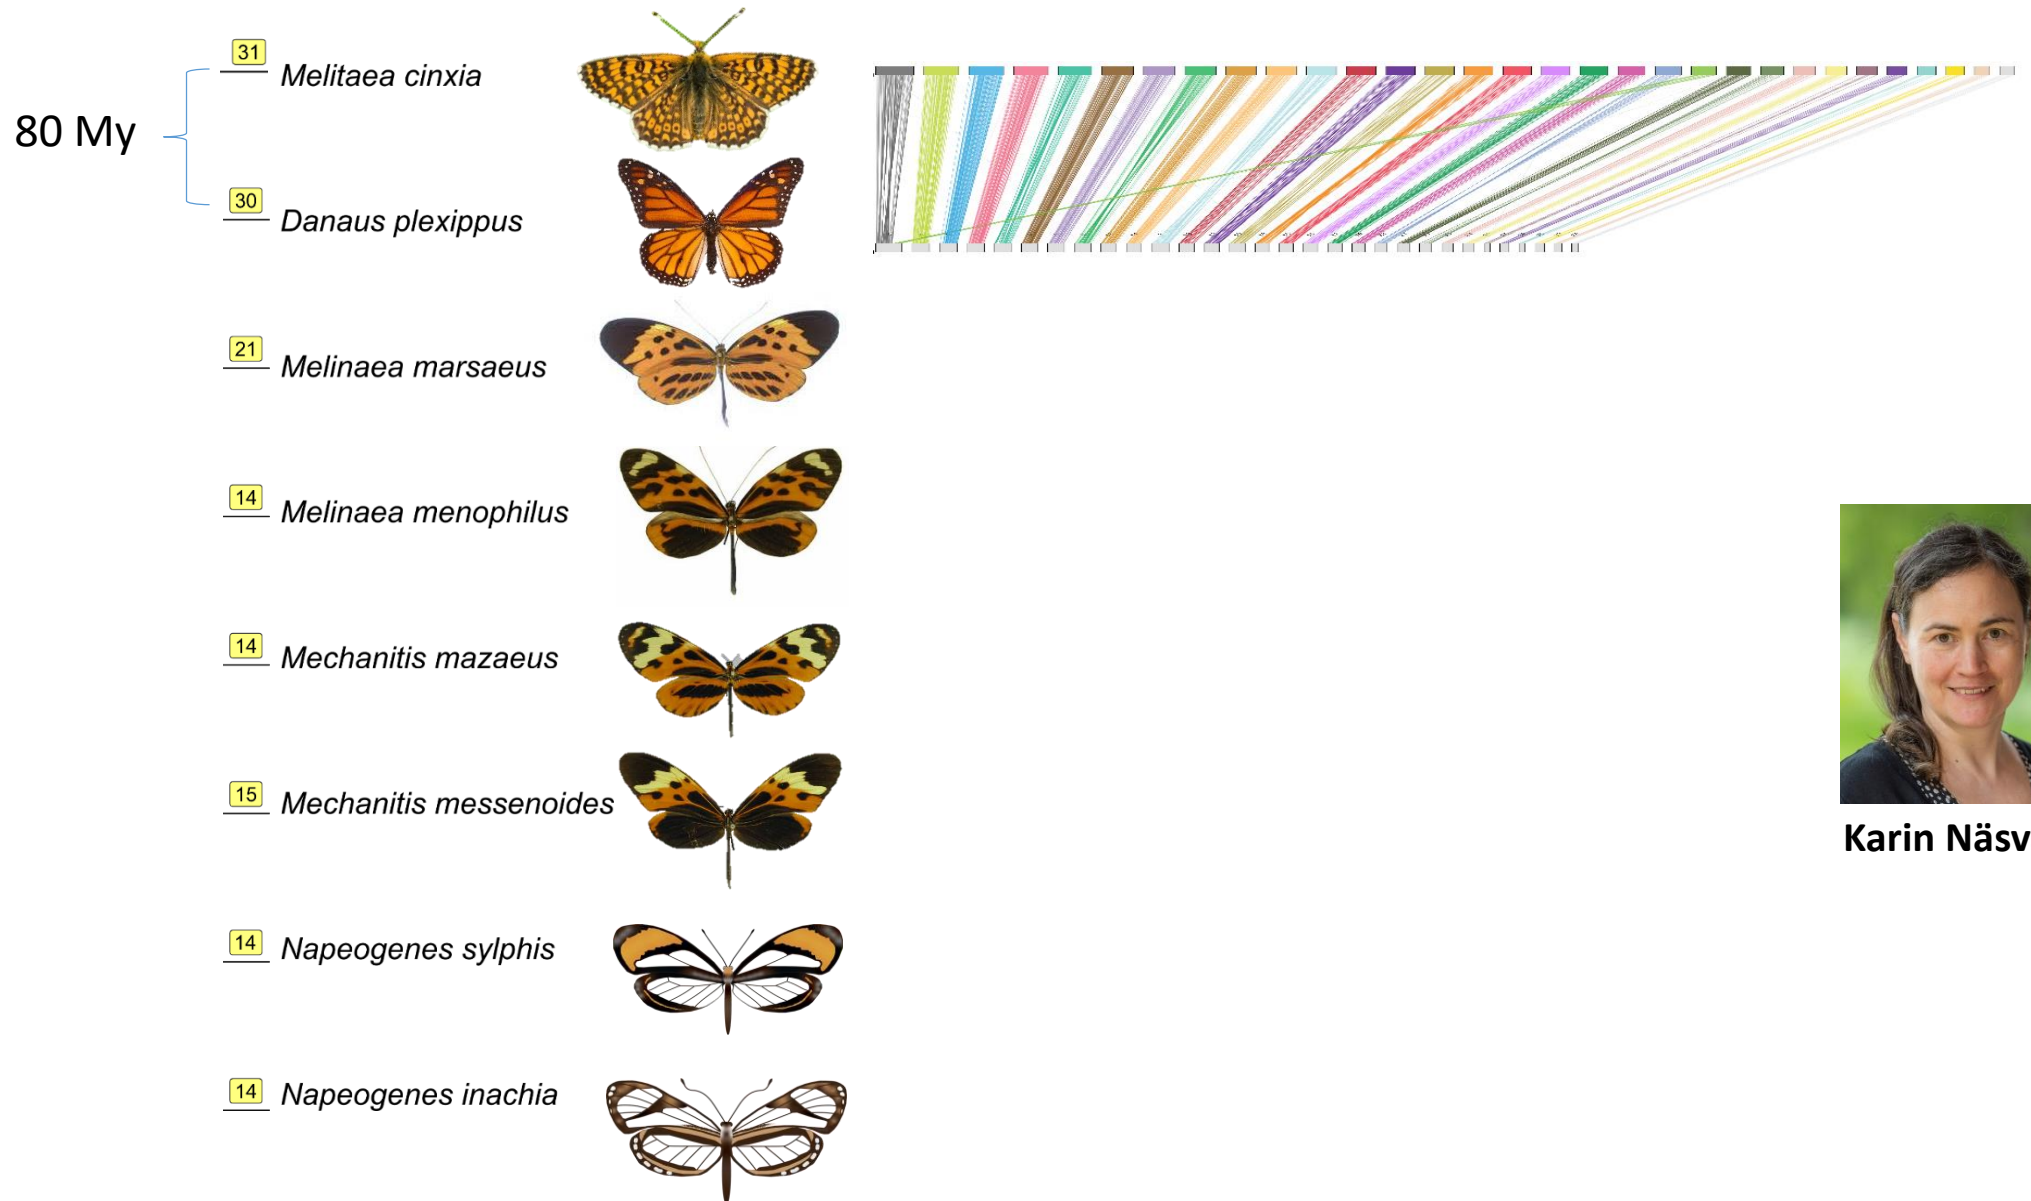 31
Melitaea cinxia
80 My
30
Danaus plexippus
21
Melinaea marsaeus
14
Melinaea menophilus
14
Mechanitis mazaeus
15
Mechanitis messenoides
Karin Näsv
14
Napeogenes sylphis
14
Napeogenes inachia